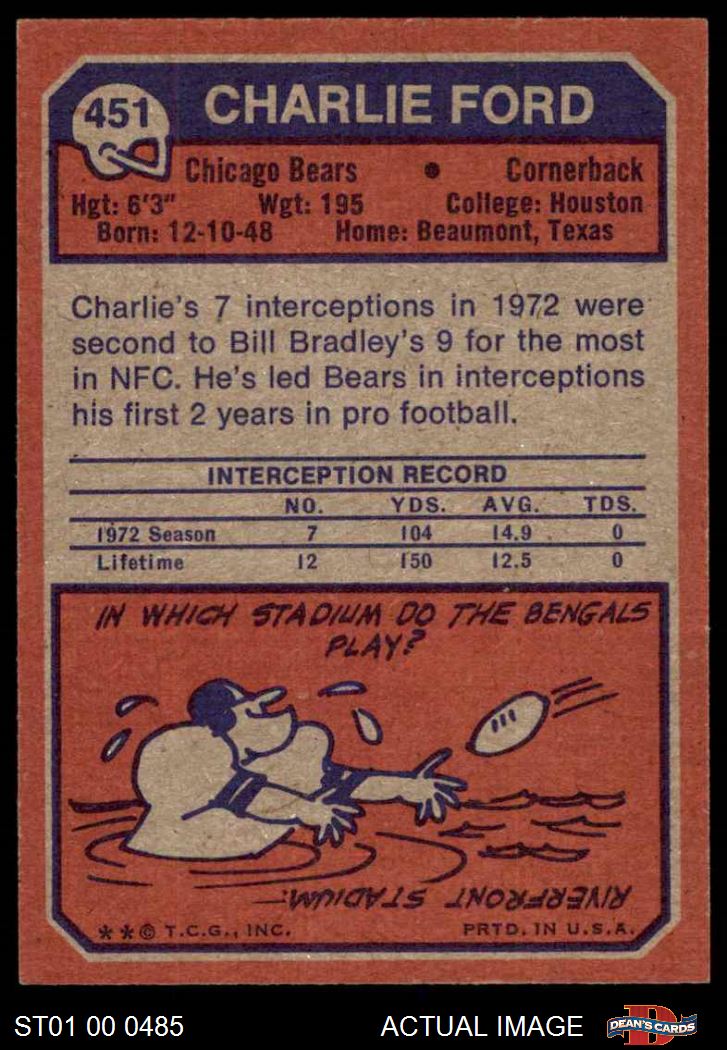 451
CHARLIE FORD
Chicago Bears • Cornerback
Hgt: 6'3" Wgt: 195 College: Houston
Born: 12-10-48 Home: Beaumont, Texas
Charlie's 7 interceptions in 1972 were
second to Bill Bradley's 9 for the most
in NFC. He's led Bears in interceptions
his first 2 years in pro football.
INTERCEPTION RECORD
NO. YDS. AVG. TDS.
1972 Season 7 104 14.9 0
Lifetime 12 150 12.5 0
IN WHICH STADIUM DO THE BENGALS
PLAY?
RIVERFRONT STADIUM.
**© T.C.G., INC. PRTD. IN U.S.A.
ST01 00 0485 ACTUAL IMAGE
D
DEAN'S CARDS